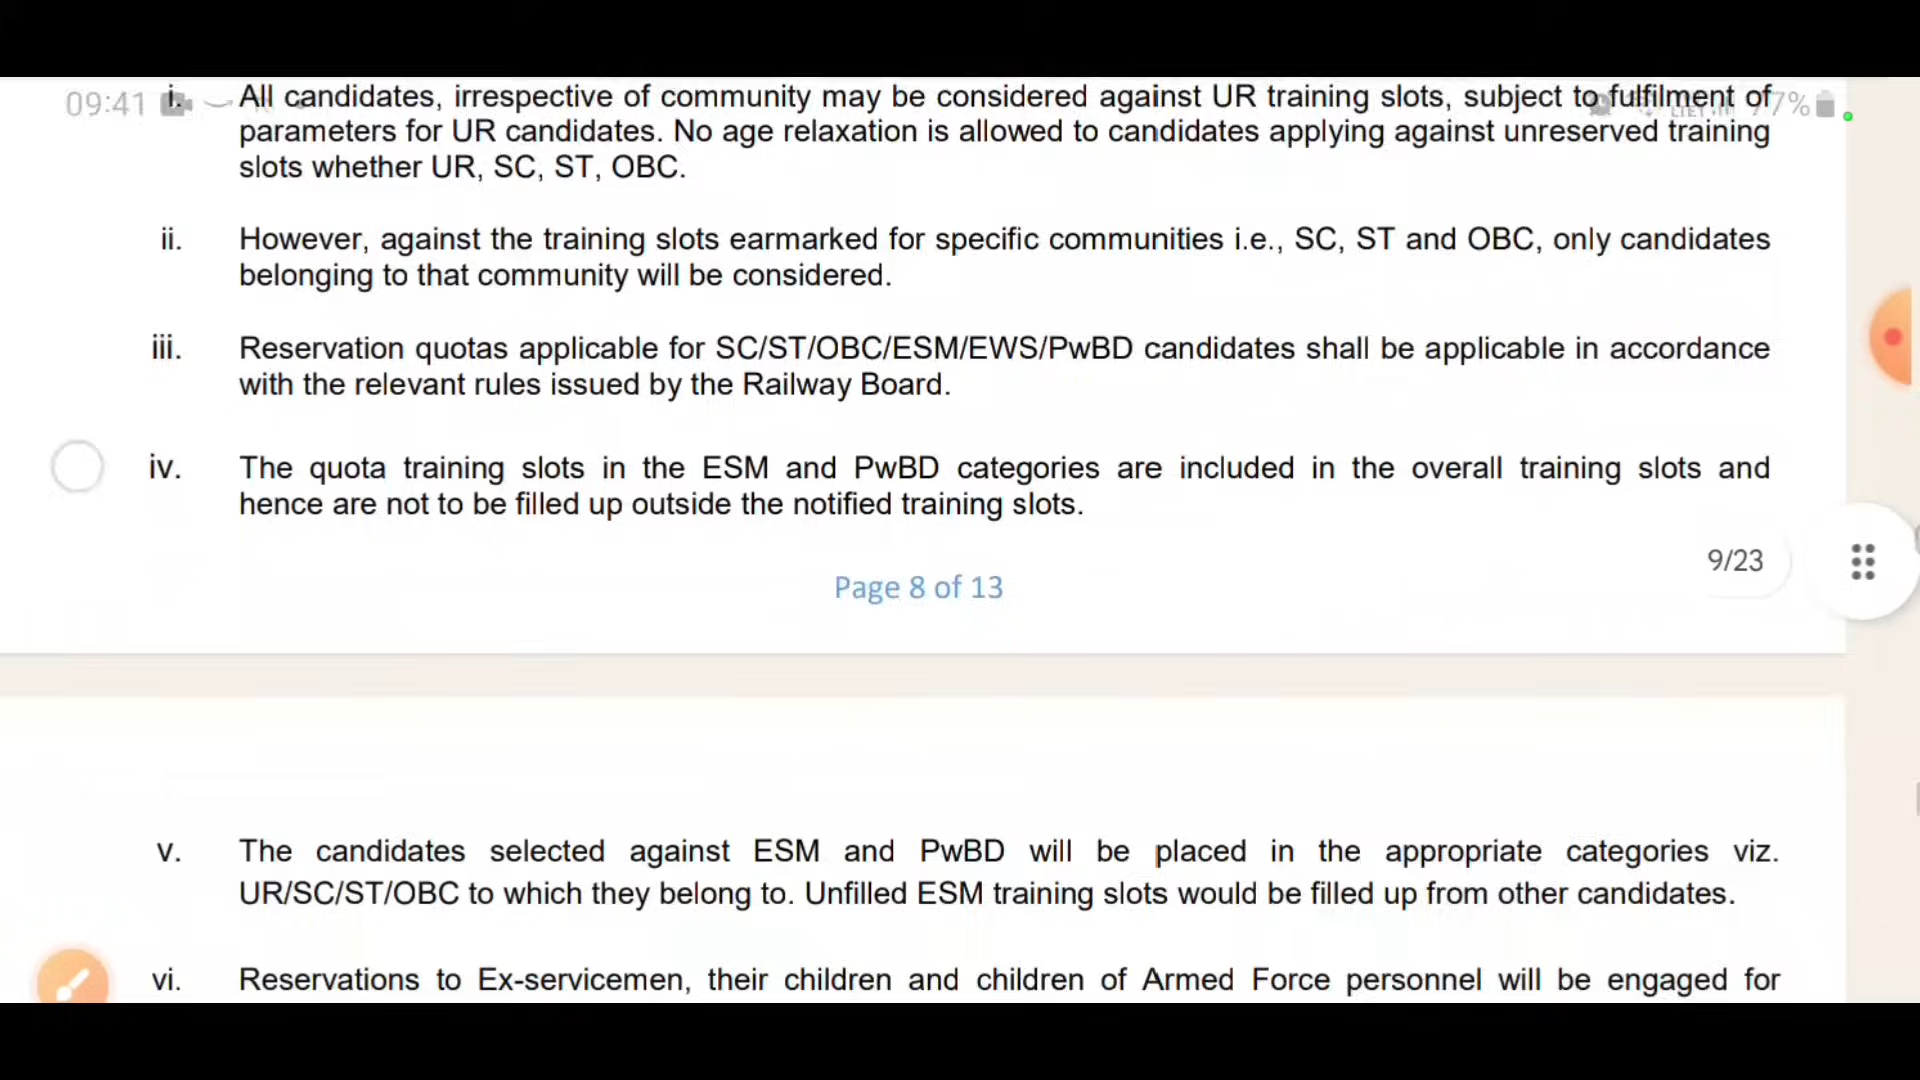 09:41
77%
i. All candidates, irrespective of community may be considered against UR training slots, subject to fulfilment of
parameters for UR candidates. No age relaxation is allowed to candidates applying against unreserved training
slots whether UR, SC, ST, OBC.
ii. However, against the training slots earmarked for specific communities i.e., SC, ST and OBC, only candidates
belonging to that community will be considered.
iii. Reservation quotas applicable for SC/ST/OBC/ESM/EWS/PwBD candidates shall be applicable in accordance
with the relevant rules issued by the Railway Board.
iv. The quota training slots in the ESM and PwBD categories are included in the overall training slots and
hence are not to be filled up outside the notified training slots.
9/23
Page 8 of 13
v. The candidates selected against ESM and PwBD will be placed in the appropriate categories viz.
UR/SC/ST/OBC to which they belong to. Unfilled ESM training slots would be filled up from other candidates.
vi. Reservations to Ex-servicemen, their children and children of Armed Force personnel will be engaged for